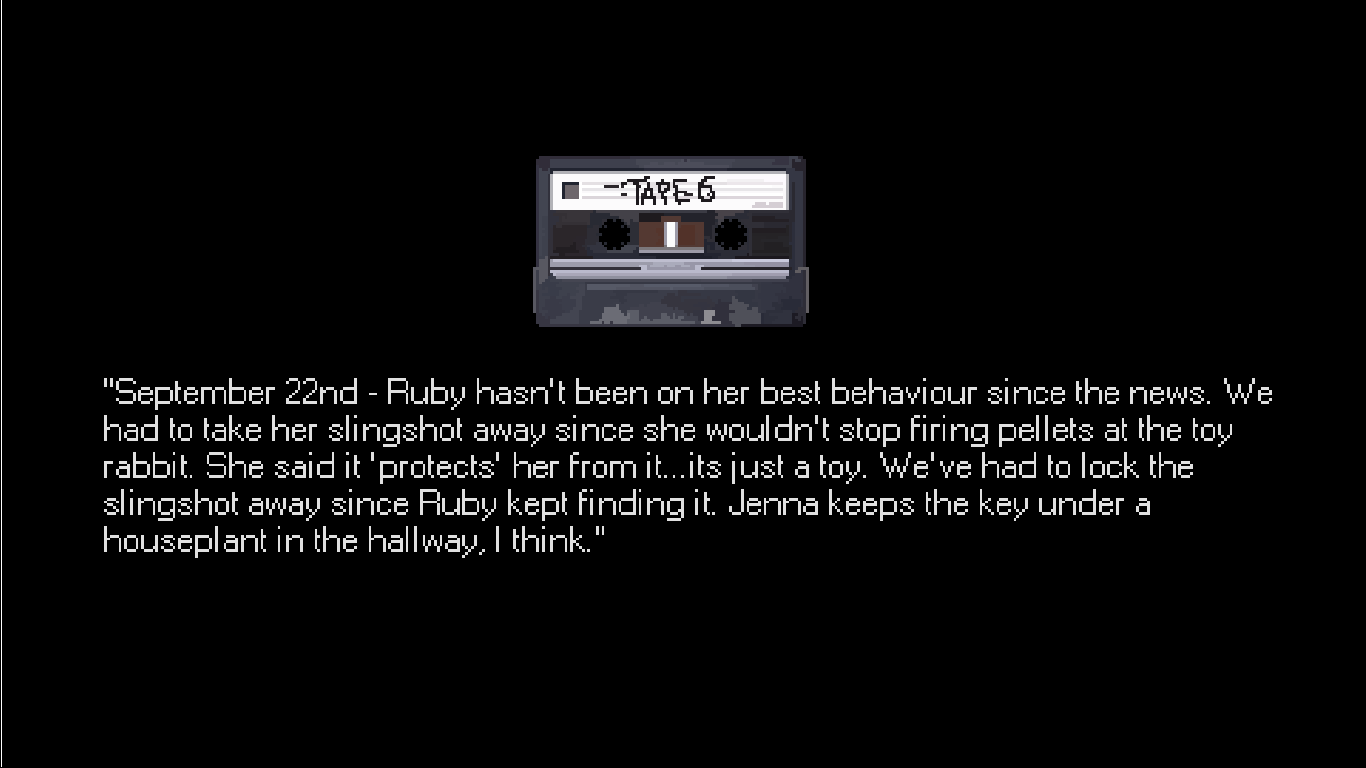 -:TAPE 6
"September 22nd - Ruby hasn't been on her best behaviour since the news. We
had to take her slingshot away since she wouldn't stop firing pellets at the toy
rabbit. She said it 'protects' her from it...its just a toy. We've had to lock the
slingshot away since Ruby kept finding it. Jenna keeps the key under a
houseplant in the hallway, I think."